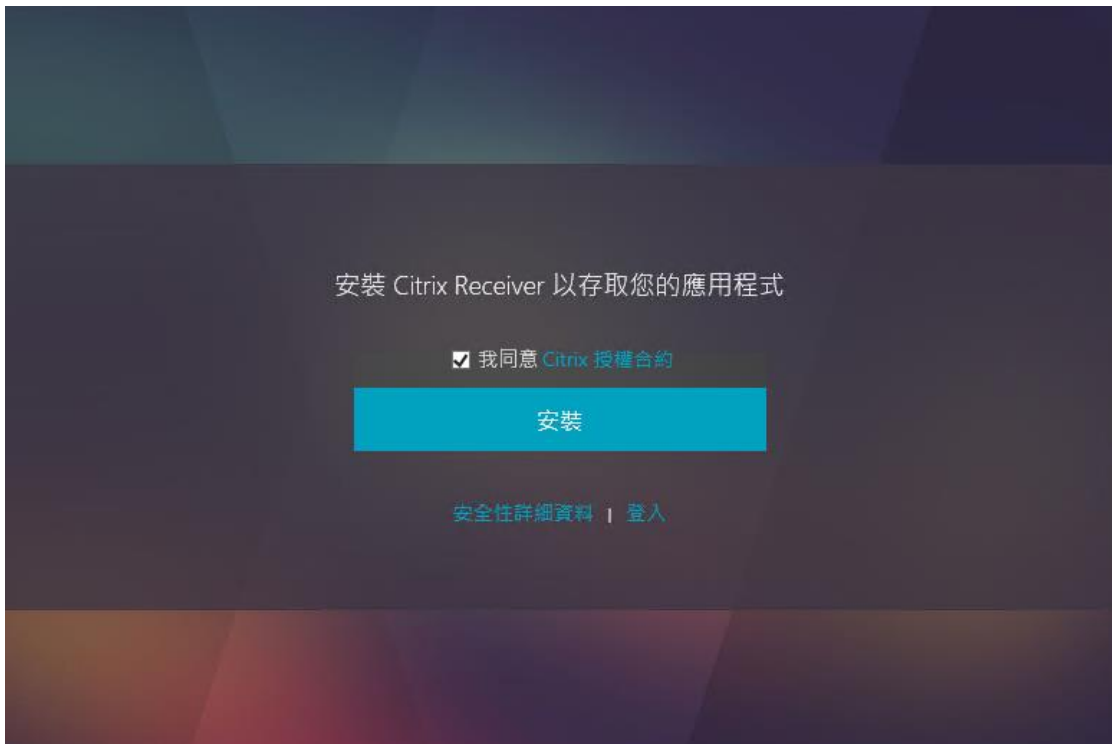 安裝 Citrix Receiver 以存取您的應用程式
我同意 Citrix 授權合約
安裝
安全性詳細資料 | 登入